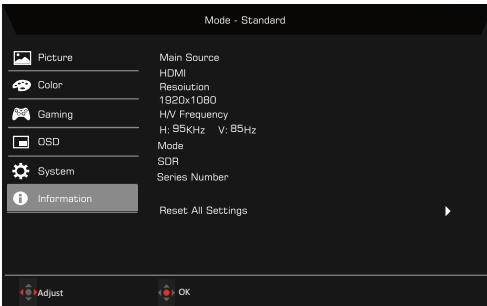 Mode - Standard
Picture
Color
Gaming
OSD
System
Information
Main Source
HDMI
Resoiution
1920x1080
H/V Frequency
H: 95KHz V: 85Hz
Mode
SDR
Series Number
Reset All Settings
Adjust
OK